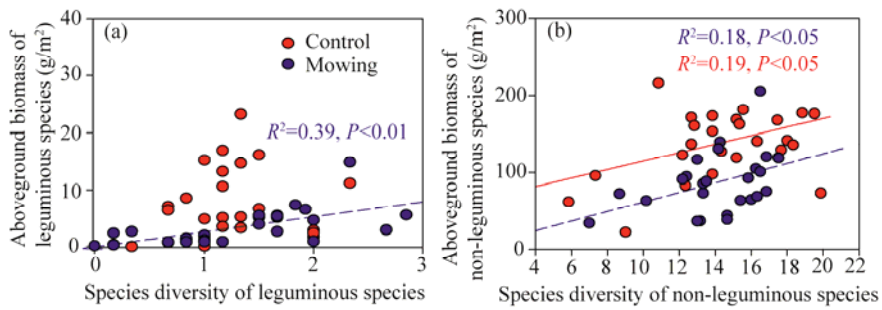 (a)
Control
Mowing
R²=0.39, P<0.01
Aboveground biomass of
leguminous species (g/m²)
40
30
20
10
0
0
1
2
3
Species diversity of leguminous species
(b)
R²=0.18, P<0.05
R²=0.19, P<0.05
Aboveground biomass of
non-leguminous species (g/m²)
300
200
100
0
4
6
8
10
12
14
16
18
20
22
Species diversity of non-leguminous species